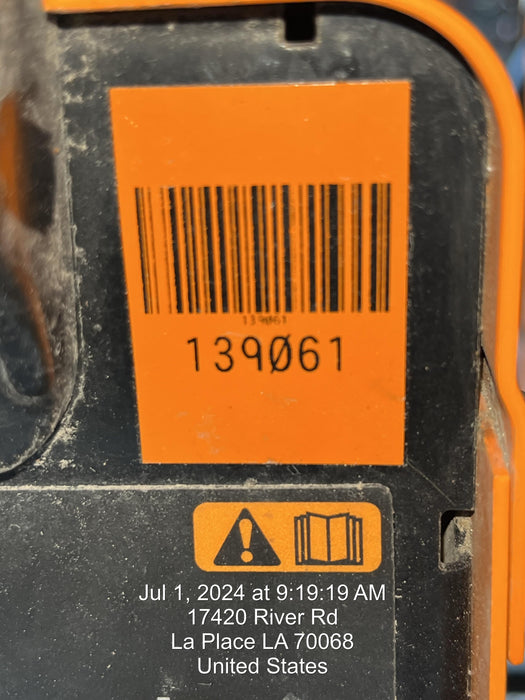 139061
139Ø61
Jul 1, 2024 at 9:19:19 AM
17420 River Rd
La Place LA 70068
United States